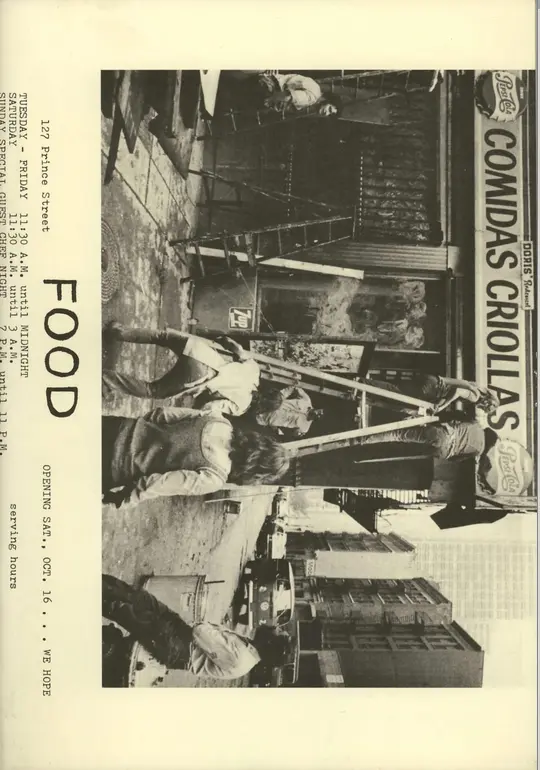 Pepsi-Cola
DORIS' Restaurant
COMIDAS CRIOLLAS
Pepsi-Cola
7up
127 Prince Street
FOOD
OPENING SAT., OCT. 16 . . . WE HOPE
serving hours
TUESDAY - FRIDAY 11:30 A.M. until MIDNIGHT
SATURDAY - 11:30 A.M. until 3 A.M.
SUNDAY SPECIAL GUEST CHEF NIGHT 7 P.M. until 11 P.M.